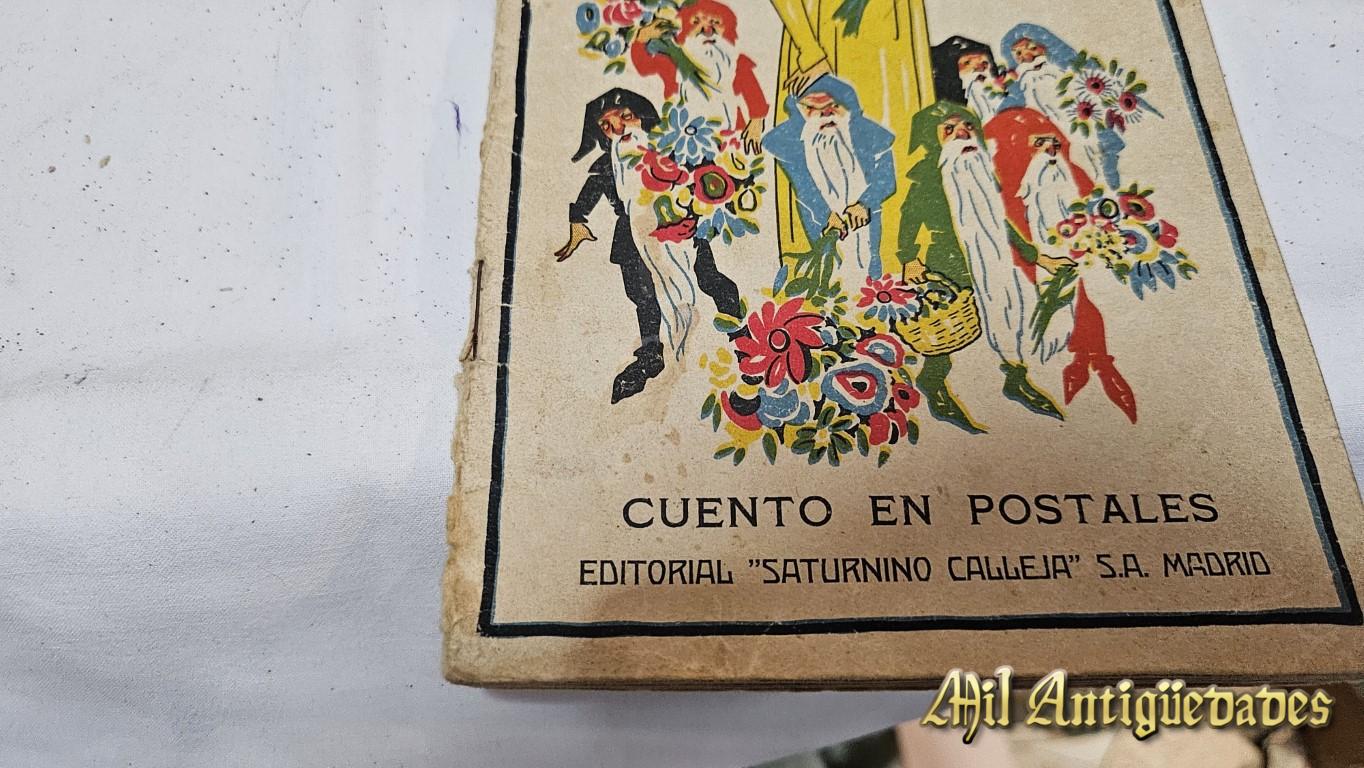 CUENTO EN POSTALES
EDITORIAL "SATURNINO CALLEJA" S.A. MADRID
Mil Antigüedades